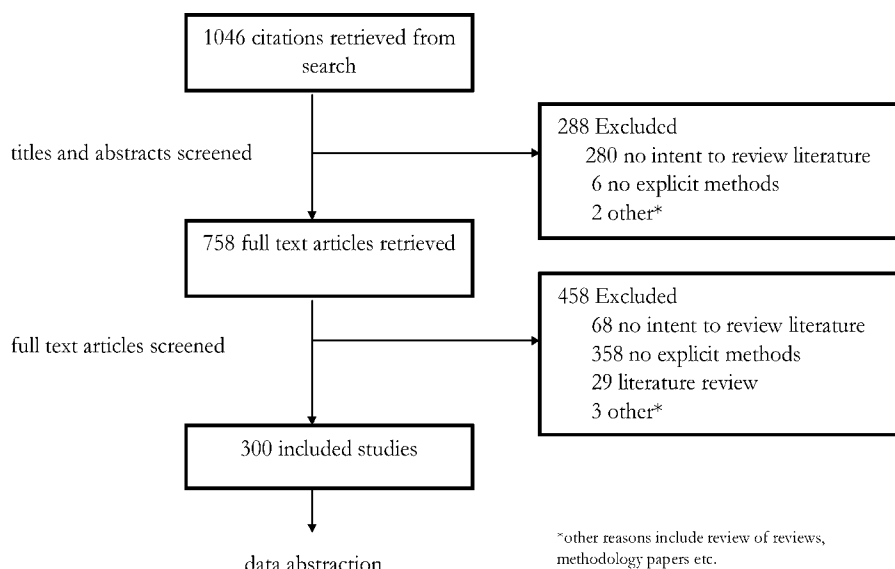 1046 citations retrieved from
search
titles and abstracts screened
288 Excluded
280 no intent to review literature
6 no explicit methods
2 other*
758 full text articles retrieved
458 Excluded
68 no intent to review literature
358 no explicit methods
29 literature review
3 other*
full text articles screened
300 included studies
*other reasons include review of reviews,
methodology papers etc.
data abstraction